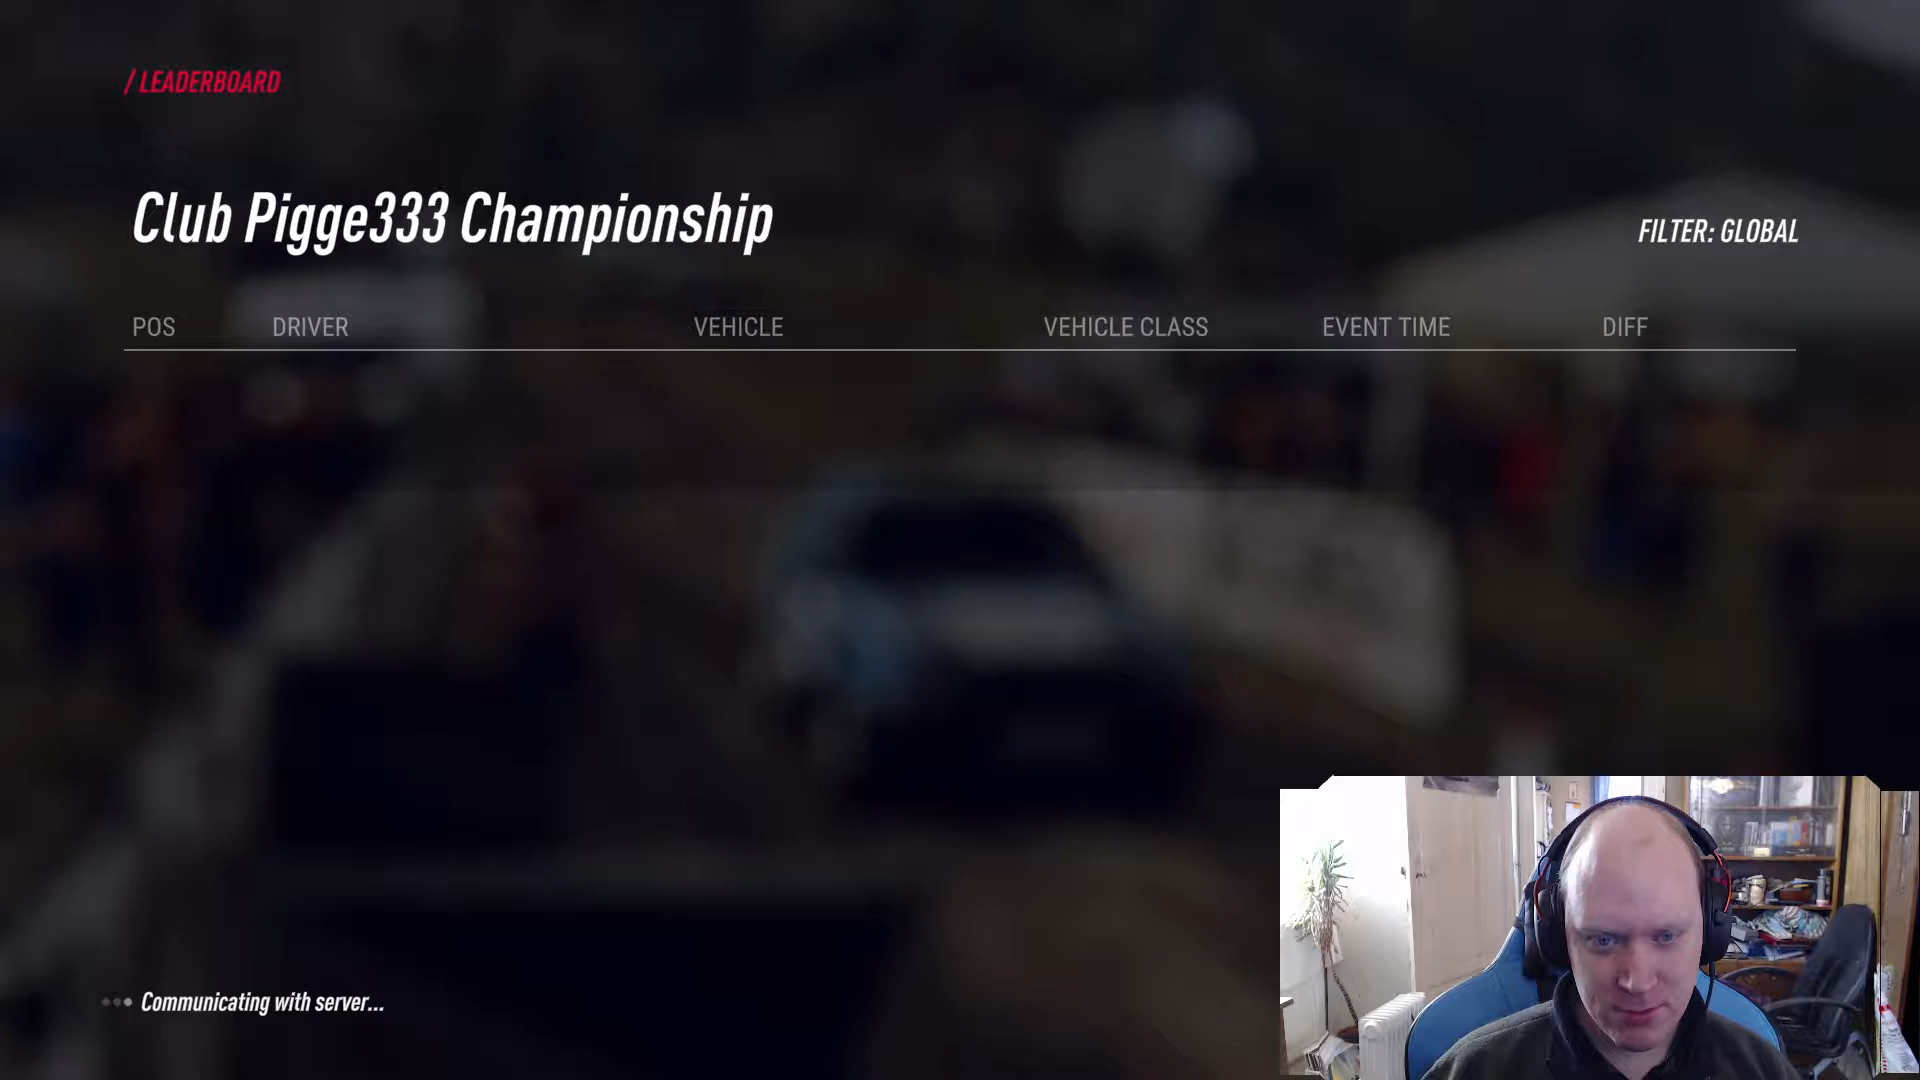 / LEADERBOARD
Club Pigge333 Championship
FILTER: GLOBAL
POS DRIVER VEHICLE VEHICLE CLASS EVENT TIME DIFF
Communicating with server...